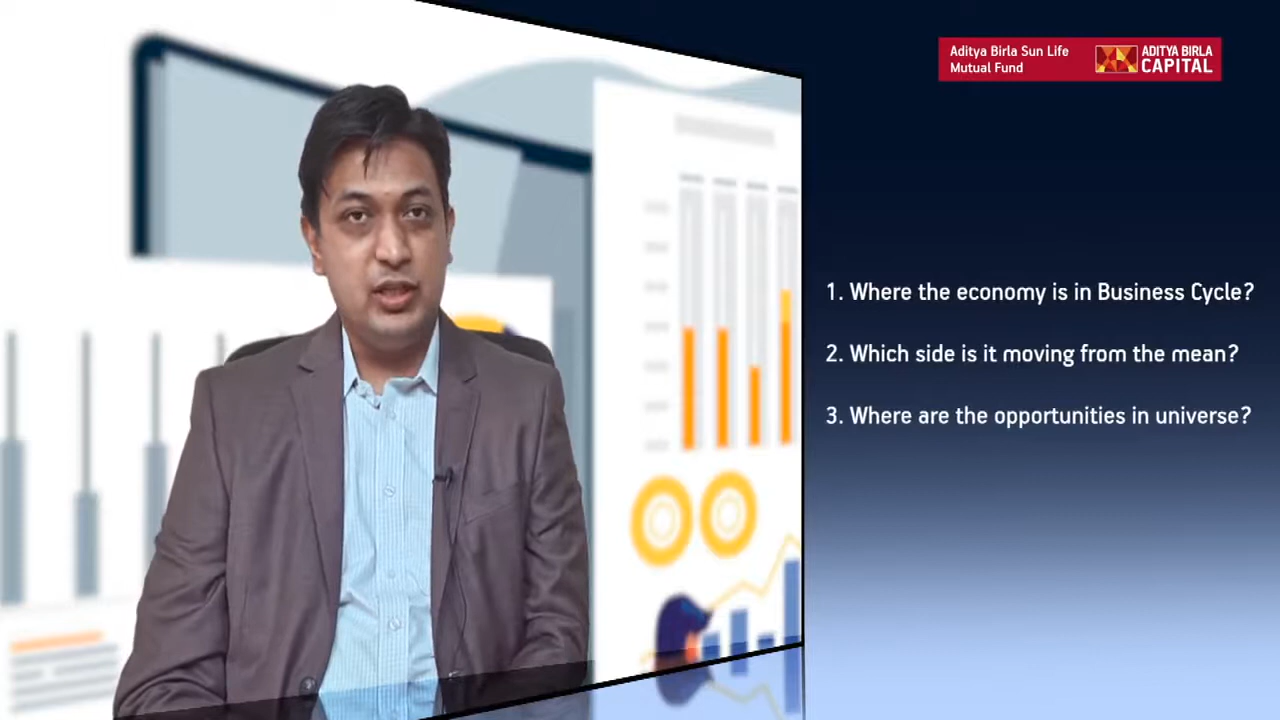 Aditya Birla Sun Life
Mutual Fund
ADITYA BIRLA
CAPITAL
1. Where the economy is in Business Cycle?
2. Which side is it moving from the mean?
3. Where are the opportunities in universe?